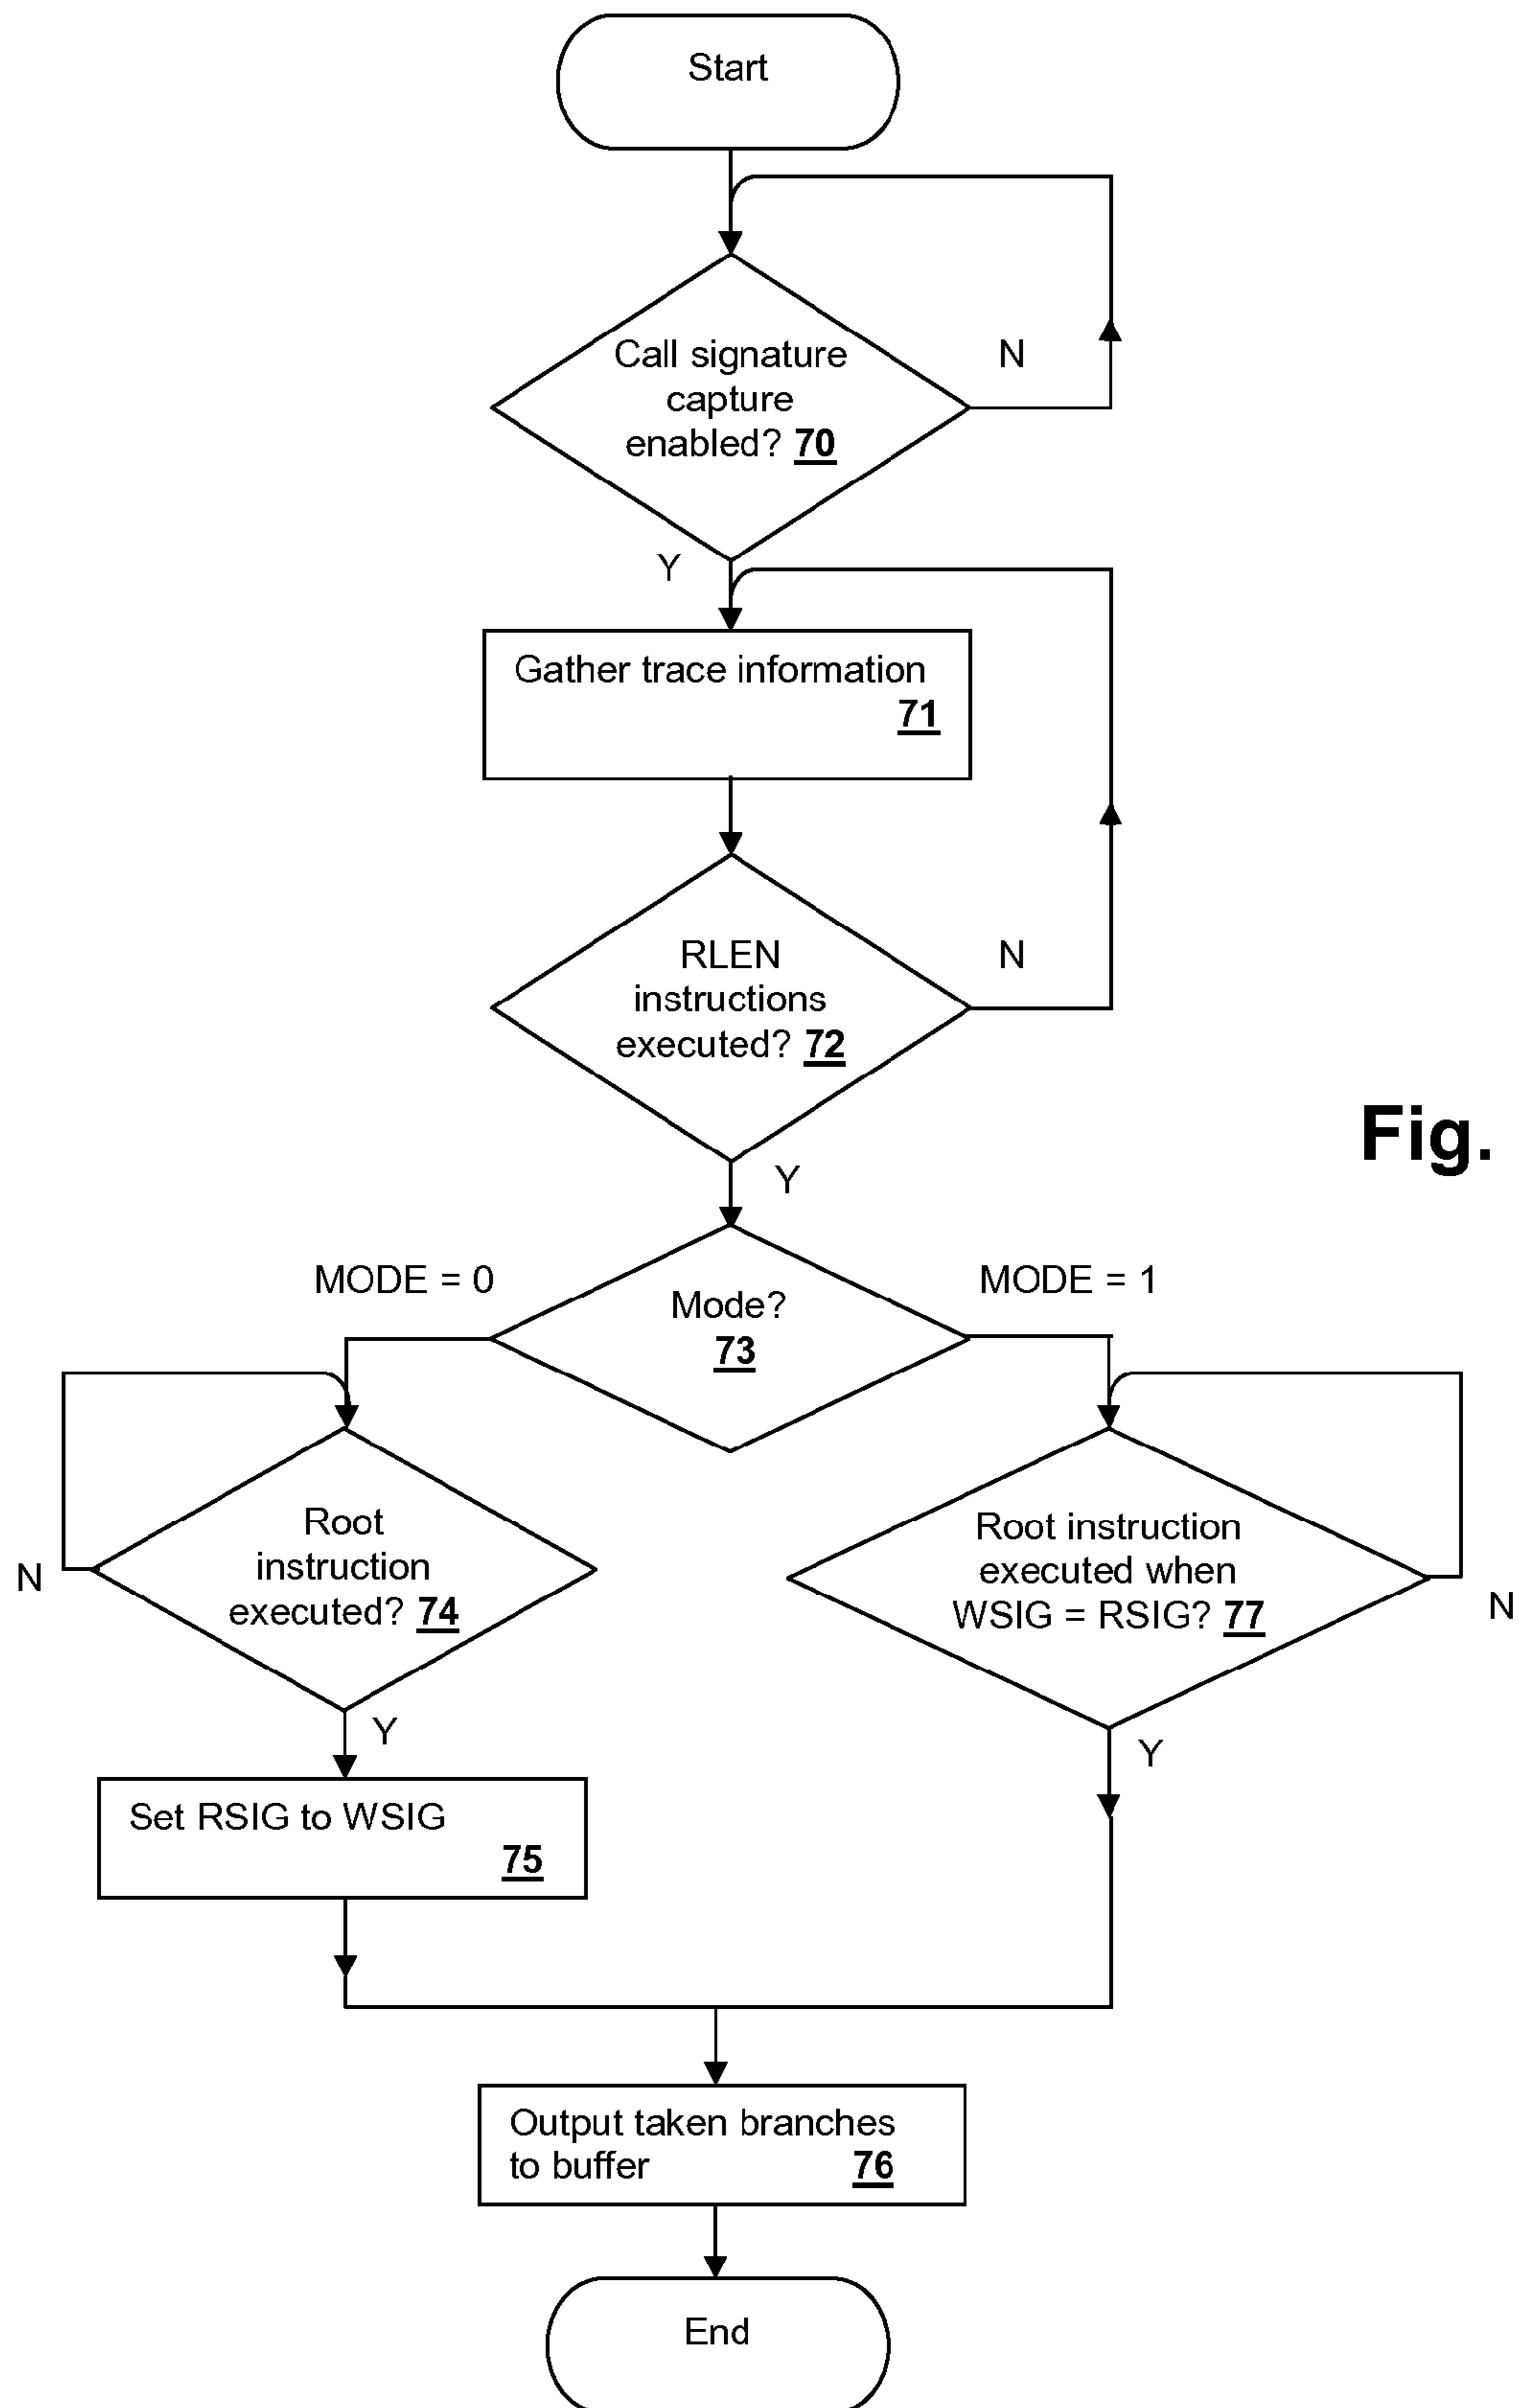 Start
Call signature
capture
enabled? 70
N
Y
Gather trace information
71
RLEN
instructions
executed? 72
N
Y
Fig.
MODE = 0
Mode?
73
MODE = 1
Root
instruction
executed? 74
N
Y
Root instruction
executed when
WSIG = RSIG? 77
N
Y
Set RSIG to WSIG
75
Output taken branches
to buffer 76
End